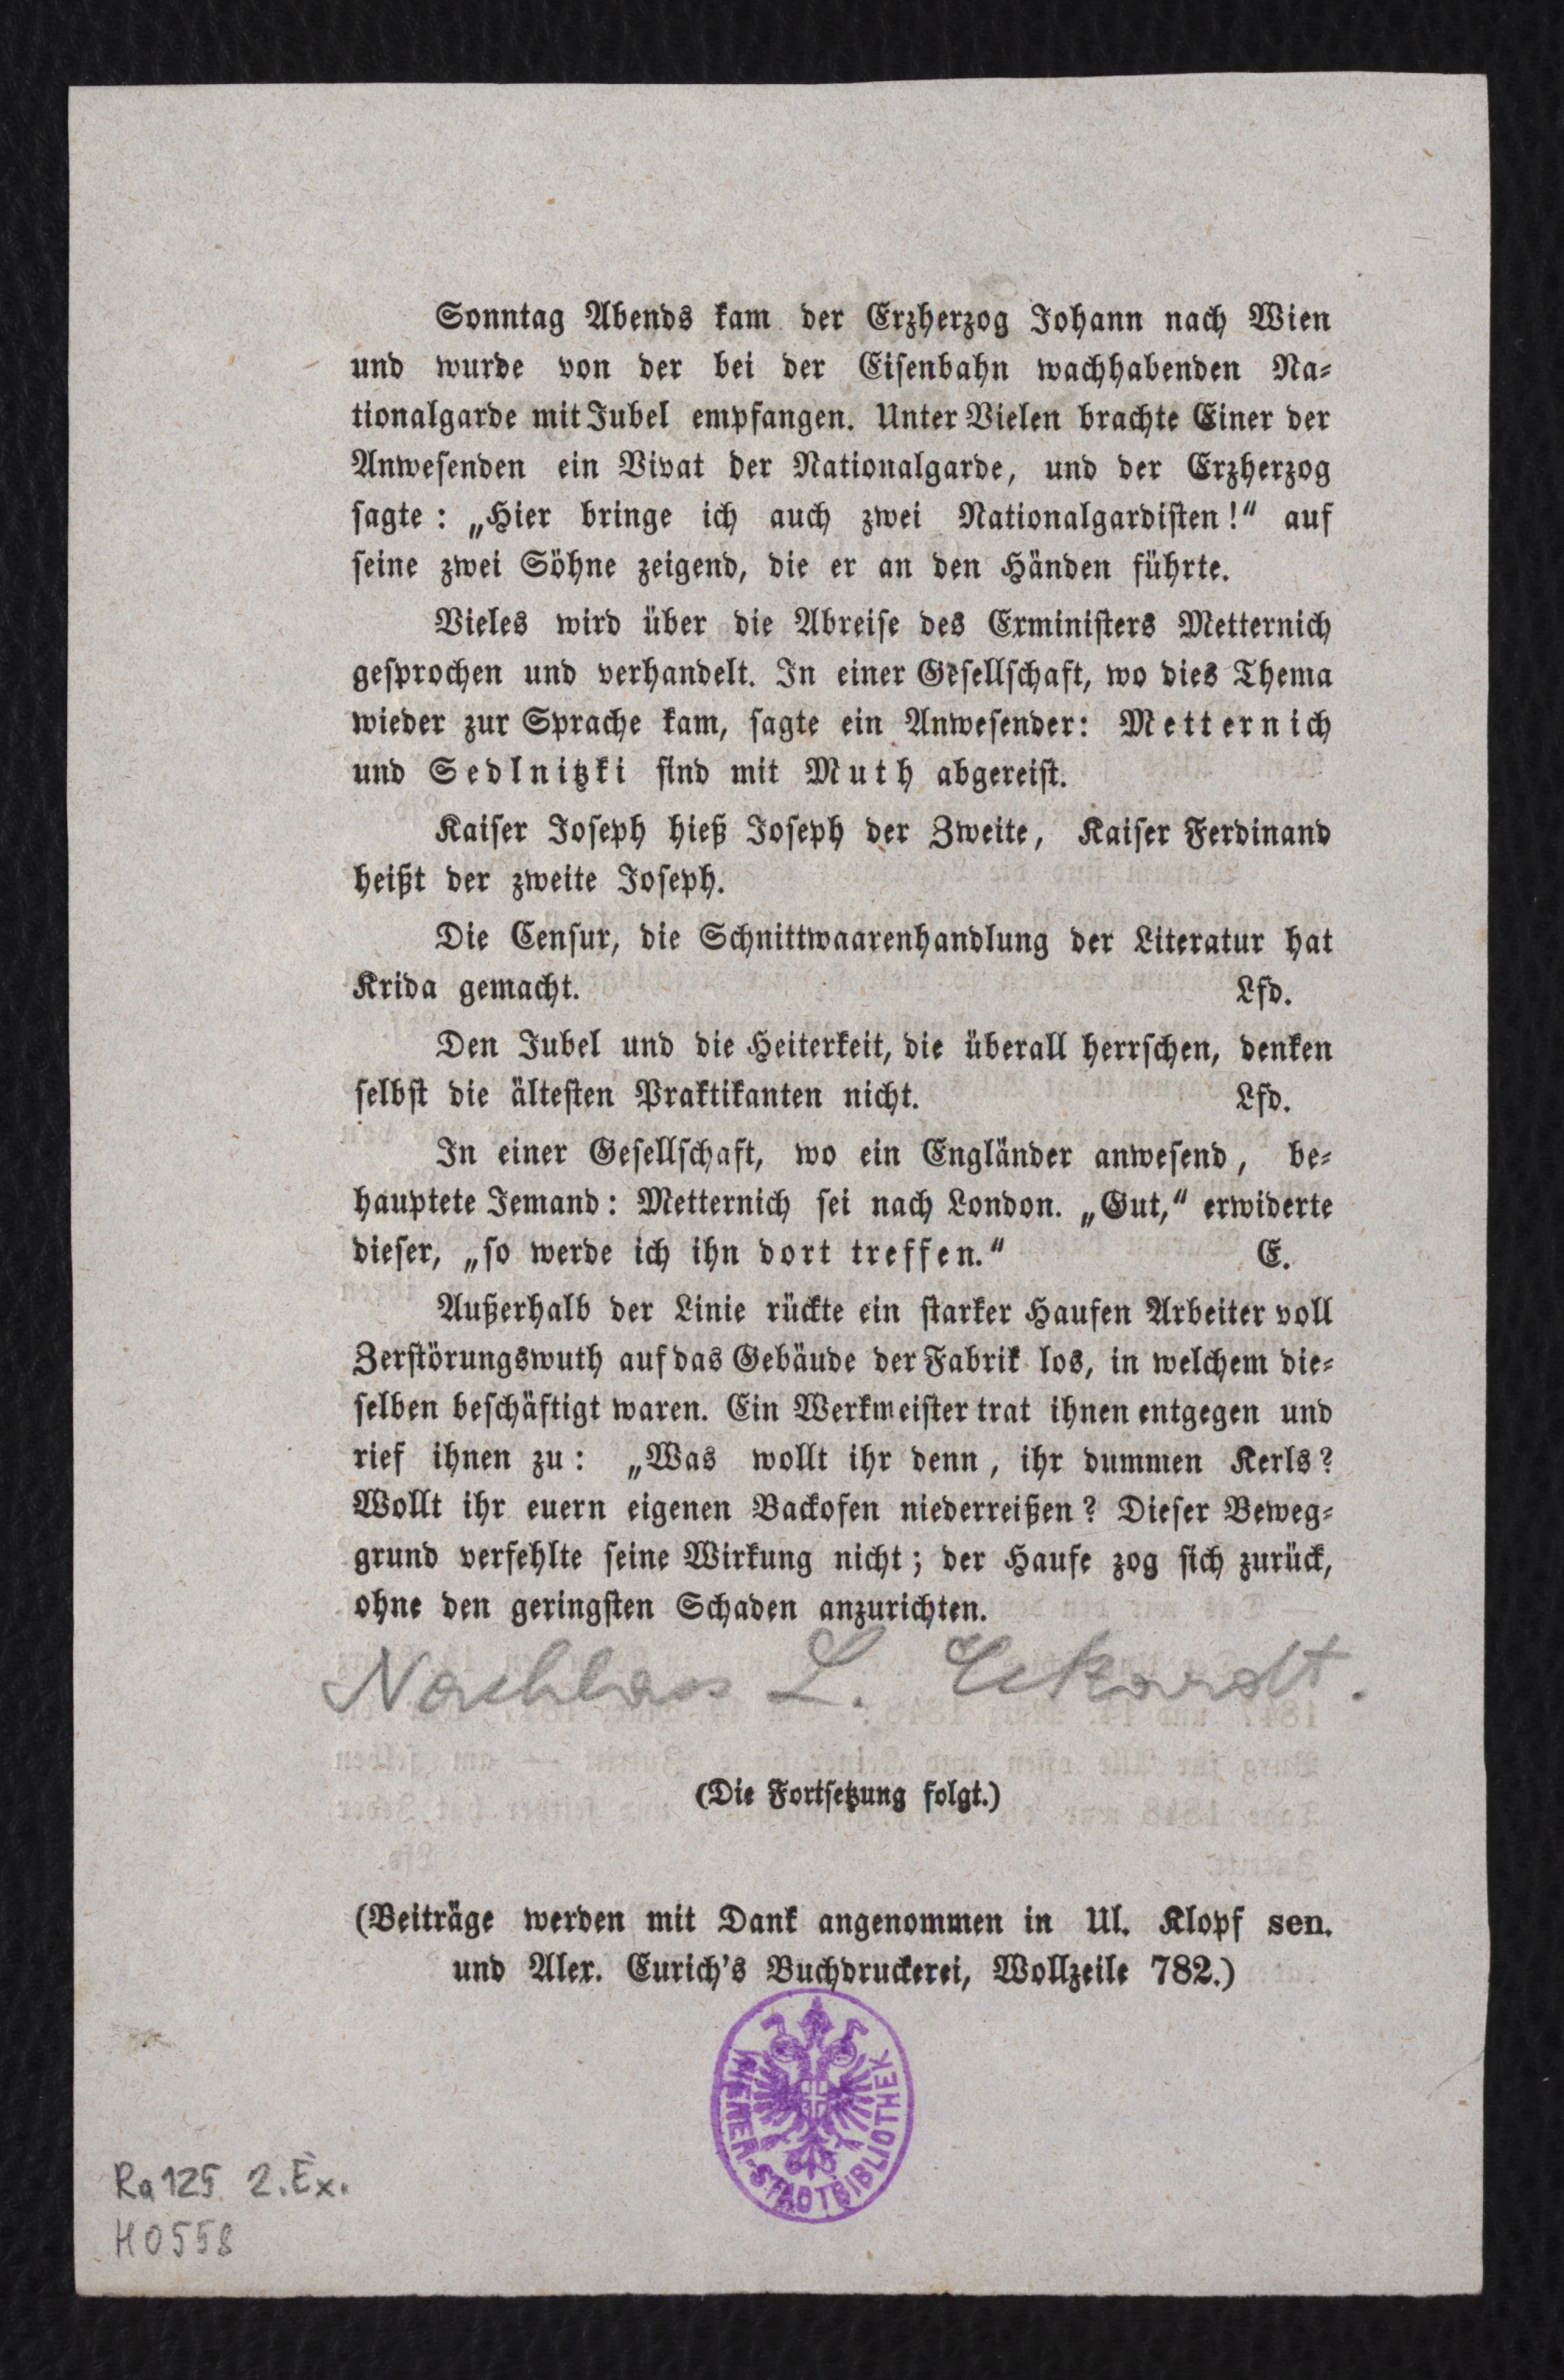 Sonntag Abends kam der Erzherzog Johann nach Wien
und wurde von der bei der Eisenbahn wachhabenden Na-
tionalgarde mit Jubel empfangen. Unter Vielen brachte Einer der
Anwesenden ein Vivat der Nationalgarde, und der Erzherzog
sagte: „Hier bringe ich auch zwei Nationalgardisten!“ auf
seine zwei Söhne zeigend, die er an den Händen führte.
Vieles wird über die Abreise des Exministers Metternich
gesprochen und verhandelt. In einer Gesellschaft, wo dies Thema
wieder zur Sprache kam, sagte ein Anwesender: Metternich
und Sedlnitzki sind mit Muth abgereist.
Kaiser Joseph hieß Joseph der Zweite, Kaiser Ferdinand
heißt der zweite Joseph.
Die Censur, die Schnittwaarenhandlung der Literatur hat
Krida gemacht. Lfd.
Den Jubel und die Heiterkeit, die überall herrschen, denken
selbst die ältesten Praktikanten nicht. Lfd.
In einer Gesellschaft, wo ein Engländer anwesend, be-
hauptete Jemand: Metternich sei nach London. „Gut,“ erwiderte
dieser, „so werde ich ihn dort treffen.“ E.
Außerhalb der Linie rückte ein starker Haufen Arbeiter voll
Zerstörungswuth auf das Gebäude der Fabrik los, in welchem die-
selben beschäftigt waren. Ein Werkmeister trat ihnen entgegen und
rief ihnen zu: „Was wollt ihr denn, ihr dummen Kerls?
Wollt ihr euern eigenen Backofen niederreißen? Dieser Beweg-
grund verfehlte seine Wirkung nicht; der Haufe zog sich zurück,
ohne den geringsten Schaden anzurichten.
Nachlass L. Eckardt.
(Die Fortsetzung folgt.)
(Beiträge werden mit Dank angenommen in Ul. Klopf sen.
und Alex. Eurich's Buchdruckerei, Wollzeile 782.)
WIENER-STADTBIBLIOTHEK
Ra 125 2. Ex.
H0558